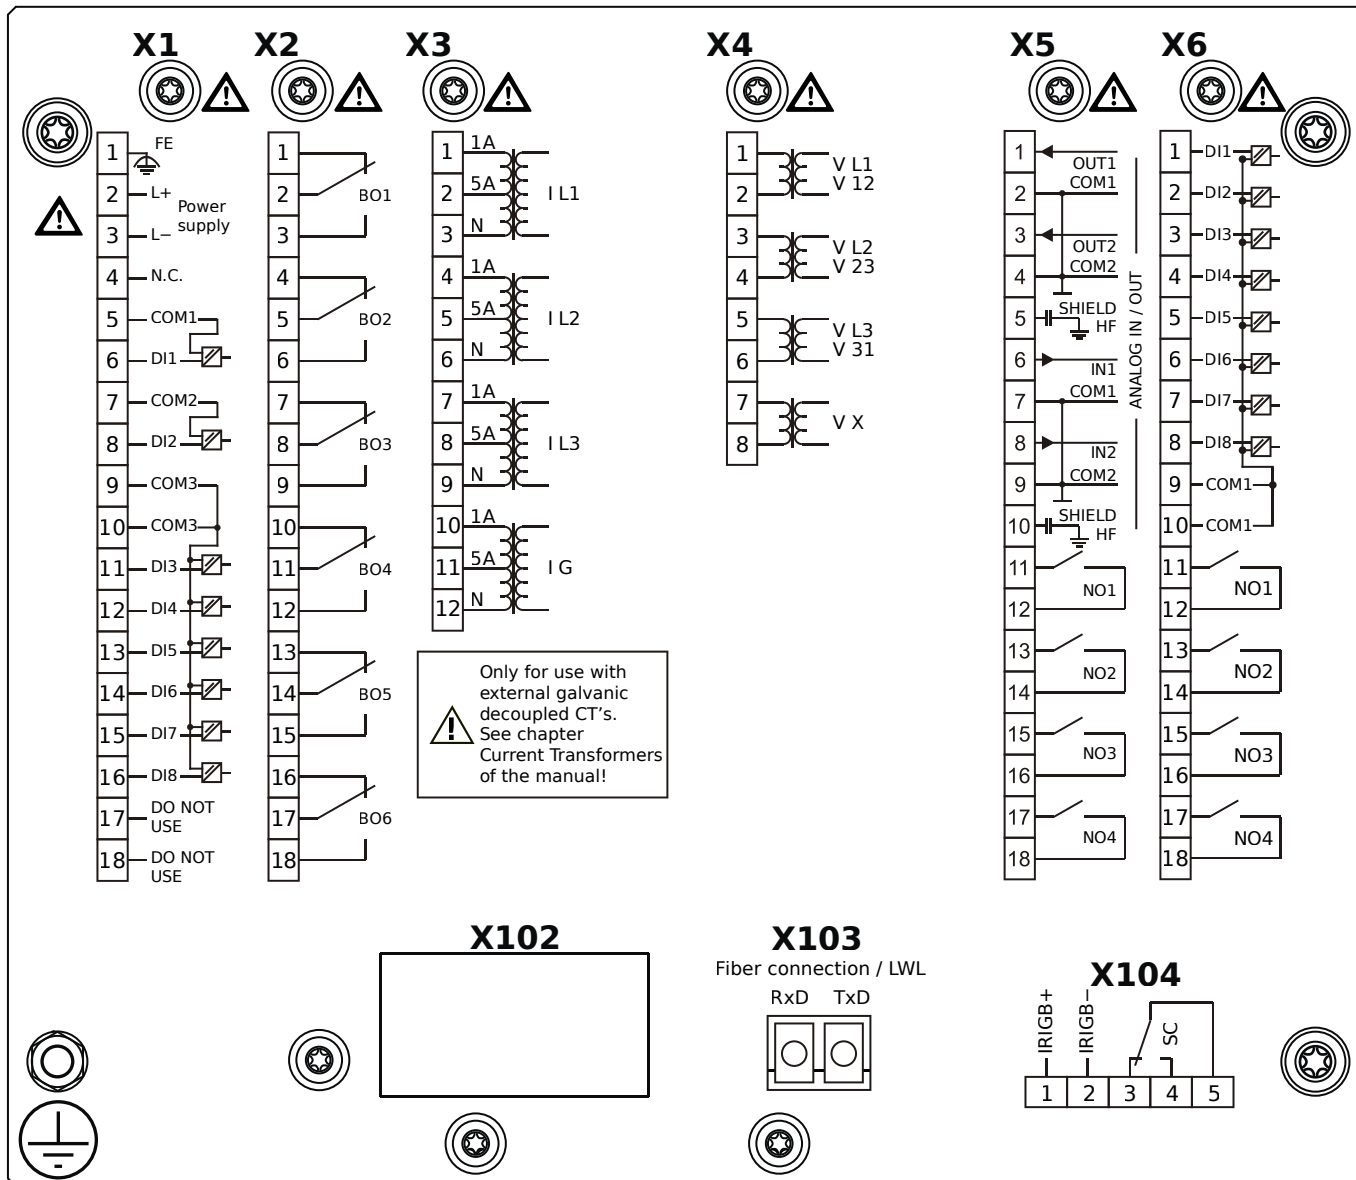 X1
1
FE
2
L+
Power
supply
3
L−
4
N.C.
5
COM1
6
DI1
7
COM2
8
DI2
9
COM3
10
COM3
11
DI3
12
DI4
13
DI5
14
DI6
15
DI7
16
DI8
17
DO NOT
USE
18
DO NOT
USE
X2
1
2
BO1
3
4
5
BO2
6
7
8
BO3
9
10
11
BO4
12
13
14
BO5
15
16
17
BO6
18
X3
1
1A
2
5A
I L1
3
N
4
1A
5
5A
I L2
6
N
7
1A
8
5A
I L3
9
N
10
1A
11
5A
I G
12
N
Only for use with
external galvanic
decoupled CT's.
See chapter
Current Transformers
of the manual!
X4
1
2
V L1
V 12
3
4
V L2
V 23
5
6
V L3
V 31
7
8
V X
X5
1
OUT1
2
COM1
3
OUT2
4
COM2
5
SHIELD
HF
6
IN1
7
COM1
8
IN2
9
COM2
10
SHIELD
HF
ANALOG IN / OUT
11
NO1
12
13
NO2
14
15
NO3
16
17
NO4
18
X6
1
DI1
2
DI2
3
DI3
4
DI4
5
DI5
6
DI6
7
DI7
8
DI8
9
COM1
10
COM1
11
NO1
12
13
NO2
14
15
NO3
16
17
NO4
18
X102
X103
Fiber connection / LWL
RxD TxD
X104
IRIGB+
IRIGB−
SC
1 2 3 4 5